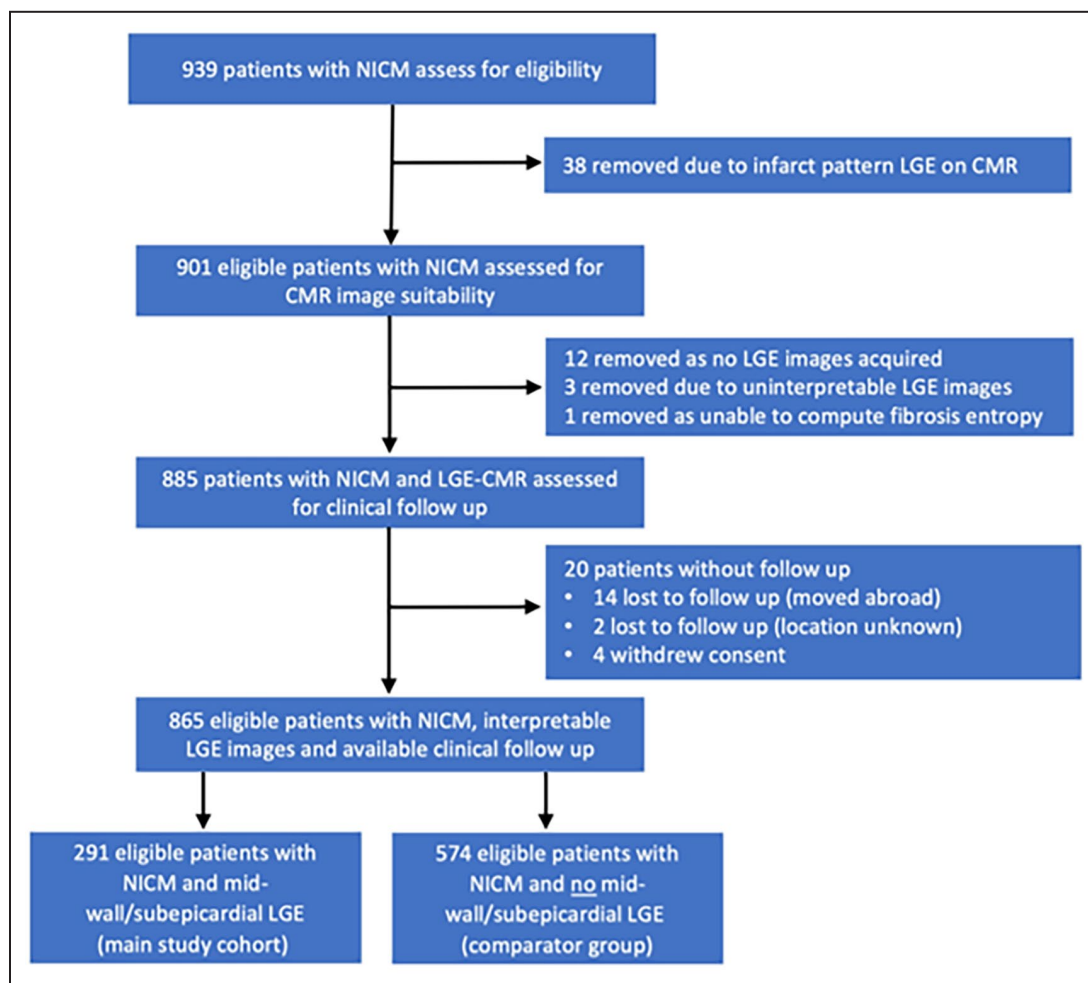 939 patients with NICM assess for eligibility
38 removed due to infarct pattern LGE on CMR
901 eligible patients with NICM assessed for
CMR image suitability
12 removed as no LGE images acquired
3 removed due to uninterpretable LGE images
1 removed as unable to compute fibrosis entropy
885 patients with NICM and LGE-CMR assessed
for clinical follow up
20 patients without follow up
• 14 lost to follow up (moved abroad)
• 2 lost to follow up (location unknown)
• 4 withdrew consent
865 eligible patients with NICM, interpretable
LGE images and available clinical follow up
291 eligible patients with
NICM and mid-
wall/subepicardial LGE
(main study cohort)
574 eligible patients with
NICM and no mid-
wall/subepicardial LGE
(comparator group)